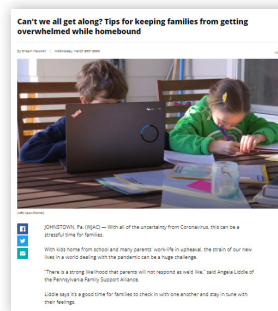 Can't we all get along? Tips for keeping families from getting
overwhelmed while homebound
JOHNSTOWN, Pa. (WJAC) — With all of the uncertainty from Coronavirus, this can be a
stressful time for families.
With kids home from school and many parents' work-life in upheaval, the strain of our new
lives in a world dealing with the pandemic can be a huge challenge.
"There is a strong likelihood that parents will not respond as we'd like," said Angela Liddle of
the Pennsylvania Family Support Alliance.
Liddle says it's a good time for families to check in with one another and stay in tune with
their feelings.